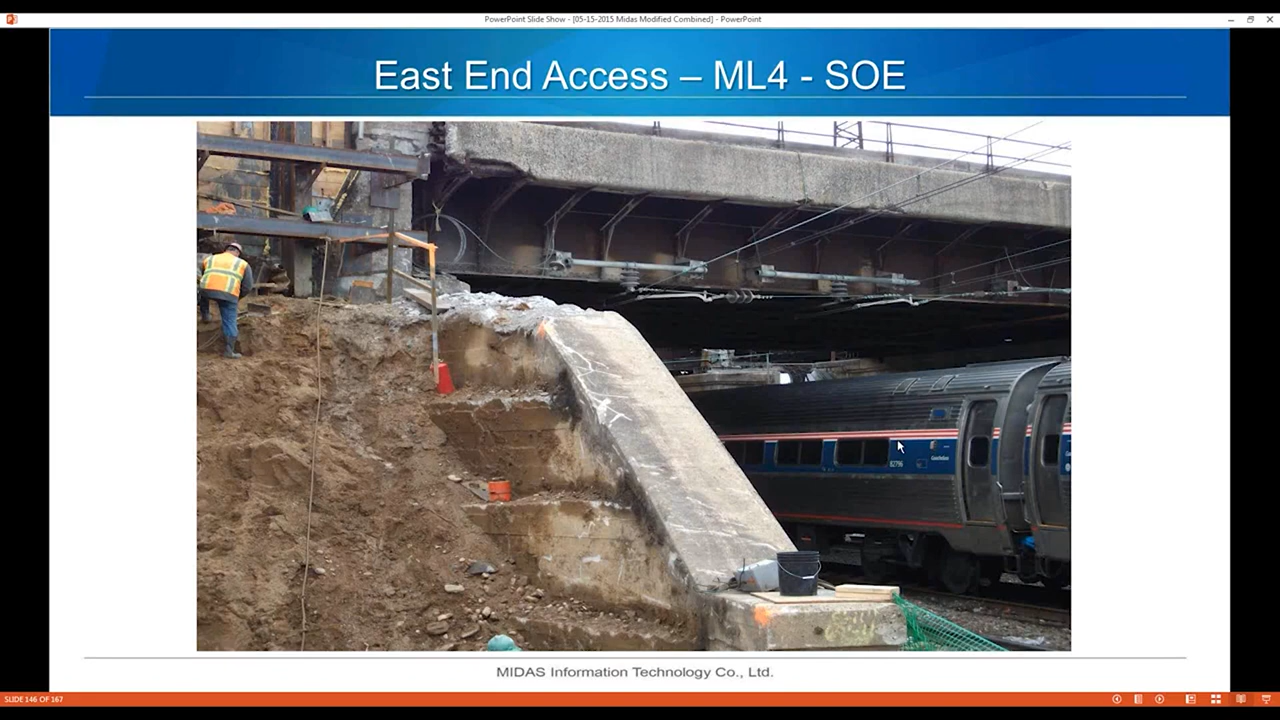 PowerPoint Slide Show - [05-15-2015 Midas Modified Combined] - PowerPoint
East End Access – ML4 - SOE
82796
MIDAS Information Technology Co., Ltd.
SLIDE 146 OF 167